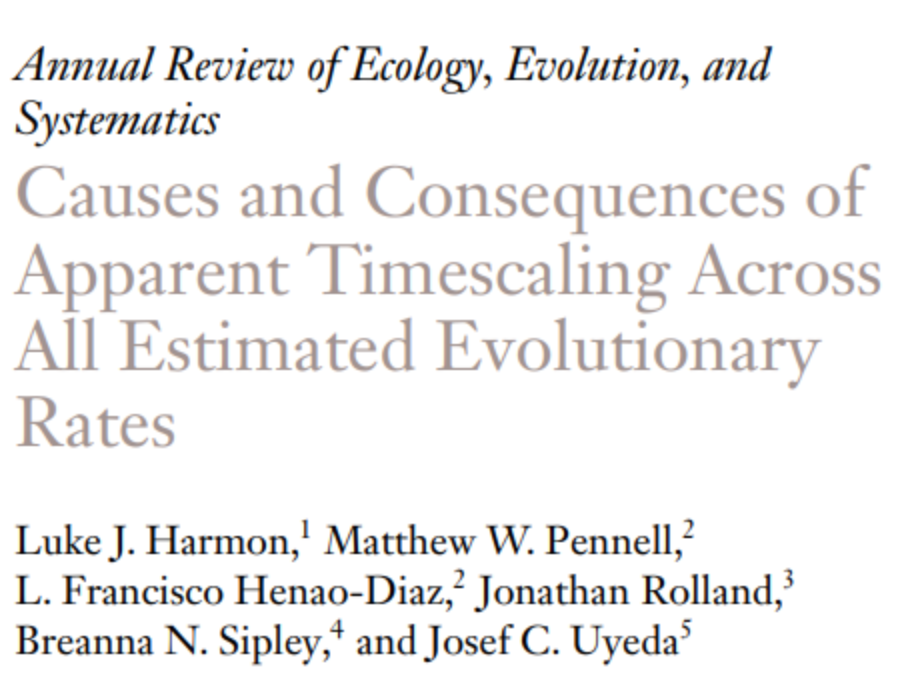 Annual Review of Ecology, Evolution, and
Systematics
Causes and Consequences of
Apparent Timescaling Across
All Estimated Evolutionary
Rates
Luke J. Harmon,¹ Matthew W. Pennell,²
L. Francisco Henao-Diaz,² Jonathan Rolland,³
Breanna N. Sipley,⁴ and Josef C. Uyeda⁵